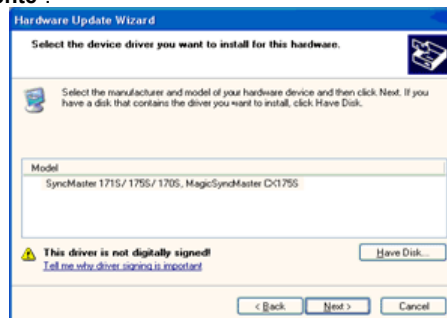 Hardware Update Wizard
Select the device driver you want to install for this hardware.
Select the manufacturer and model of your hardware device and then click Next. If you
have a disk that contains the driver you want to install, click Have Disk.
Model
SyncMaster 171S/ 175S/ 170S, MagicSyncMaster CX175S
This driver is not digitally signed!
Have Disk...
Tell me why driver signing is important
< Back
Next >
Cancel